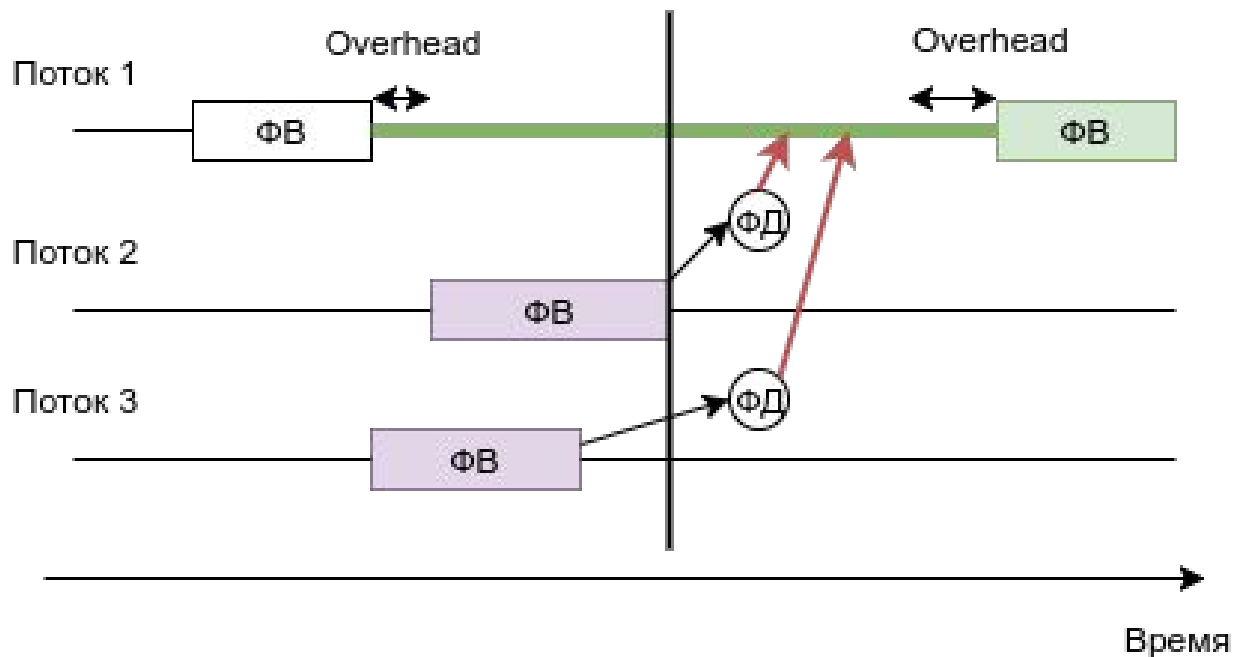 Overhead
Overhead
Поток 1
ФВ
ФВ
ФД
Поток 2
ФВ
ФД
Поток 3
ФВ
Время